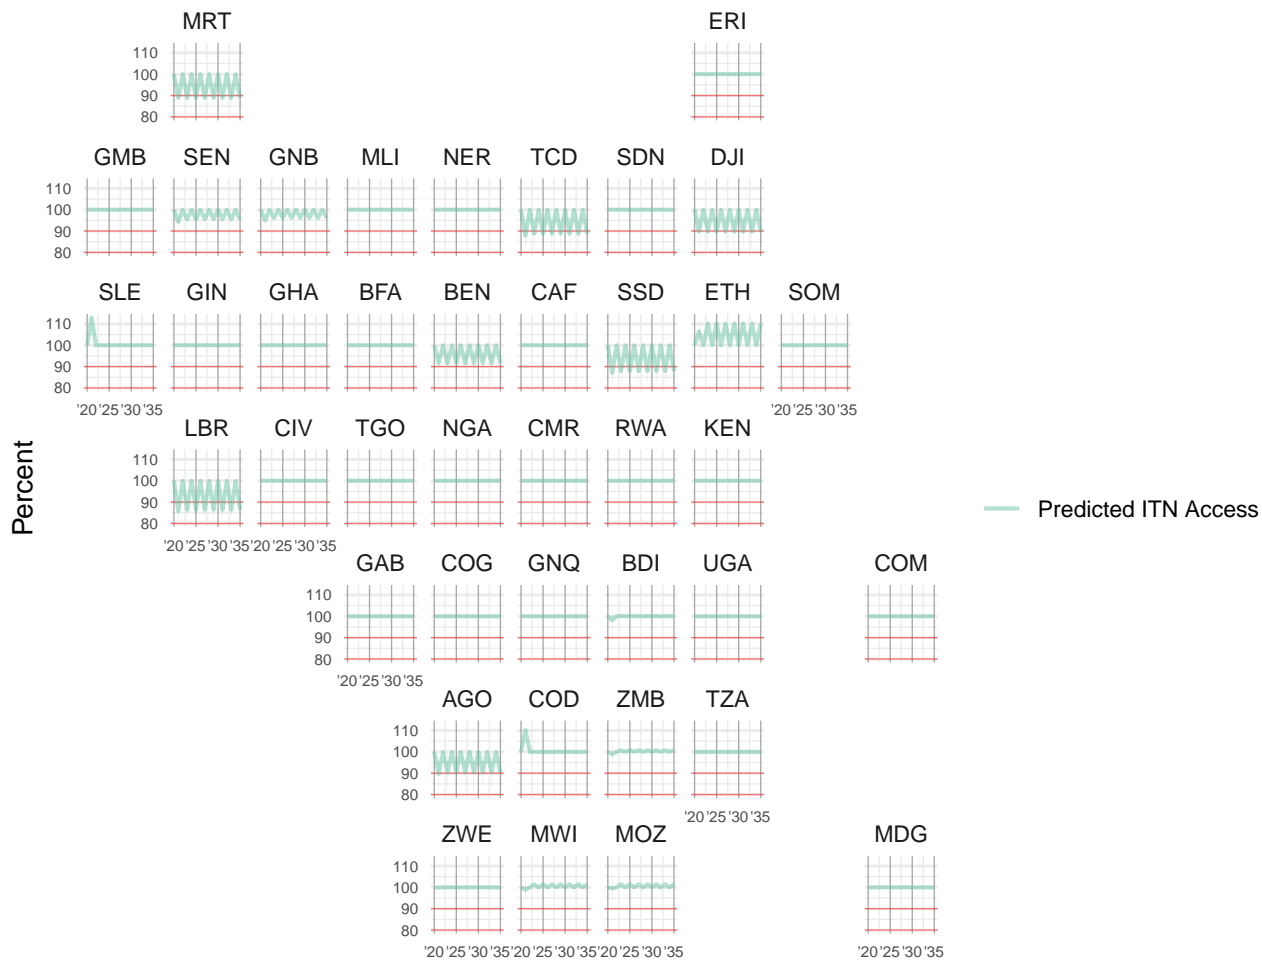 MRT ERI
110
100
90
80
GMB SEN GNB MLI NER TCD SDN DJI
110
100
90
80
SLE GIN GHA BFA BEN CAF SSD ETH SOM
110
100
90
80
'20 '25 '30 '35 '20 '25 '30 '35
LBR CIV TGO NGA CMR RWA KEN
110
100
90
80
'20 '25 '30 '35 '20 '25 '30 '35
Percent
Predicted ITN Access
GAB COG GNQ BDI UGA COM
110
100
90
80
'20 '25 '30 '35
AGO COD ZMB TZA
110
100
90
80
'20 '25 '30 '35
ZWE MWI MOZ MDG
110
100
90
80
'20 '25 '30 '35 '20 '25 '30 '35 '20 '25 '30 '35 '20 '25 '30 '35